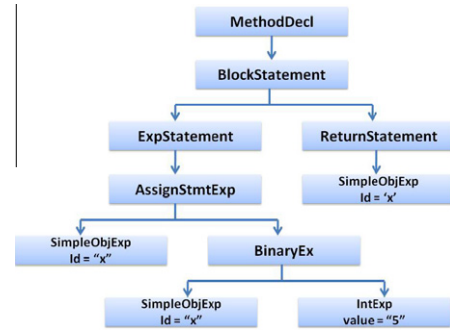 MethodDecl
BlockStatement
ExpStatement
ReturnStatement
AssignStmtExp
SimpleObjExp
Id = 'x'
SimpleObjExp
Id = "x"
BinaryEx
SimpleObjExp
Id = "x"
IntExp
value = "5"